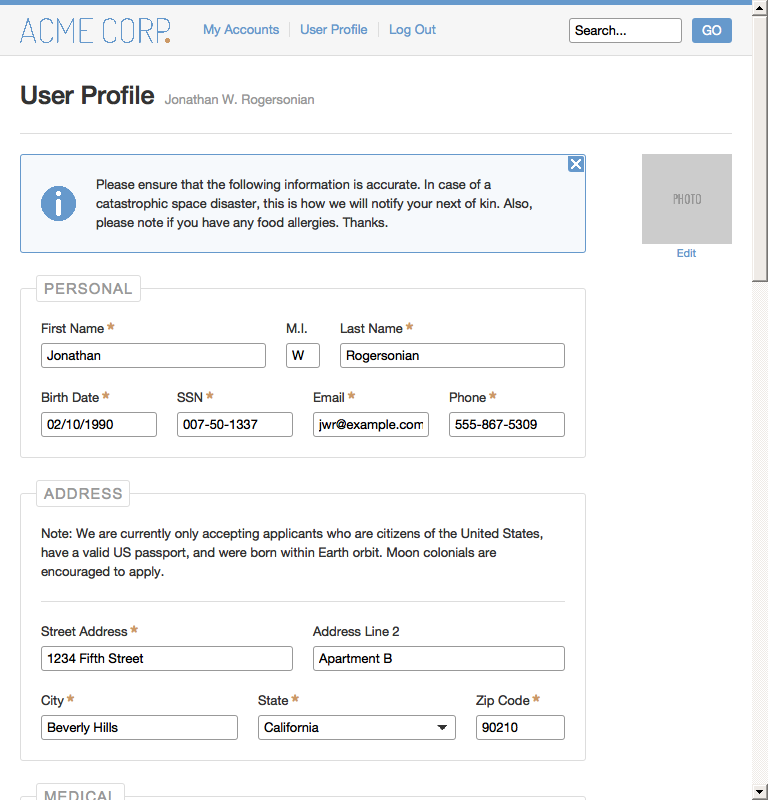 ACME CORP.
My Accounts
User Profile
Log Out
Search...
GO
User Profile Jonathan W. Rogersonian
Please ensure that the following information is accurate. In case of a
catastrophic space disaster, this is how we will notify your next of kin. Also,
please note if you have any food allergies. Thanks.
PHOTO
Edit
PERSONAL
First Name * M.I. Last Name *
Jonathan W Rogersonian
Birth Date * SSN * Email * Phone *
02/10/1990 007-50-1337 jwr@example.com 555-867-5309
ADDRESS
Note: We are currently only accepting applicants who are citizens of the United States,
have a valid US passport, and were born within Earth orbit. Moon colonials are
encouraged to apply.
Street Address * Address Line 2
1234 Fifth Street Apartment B
City * State * Zip Code *
Beverly Hills California 90210
MEDICAL